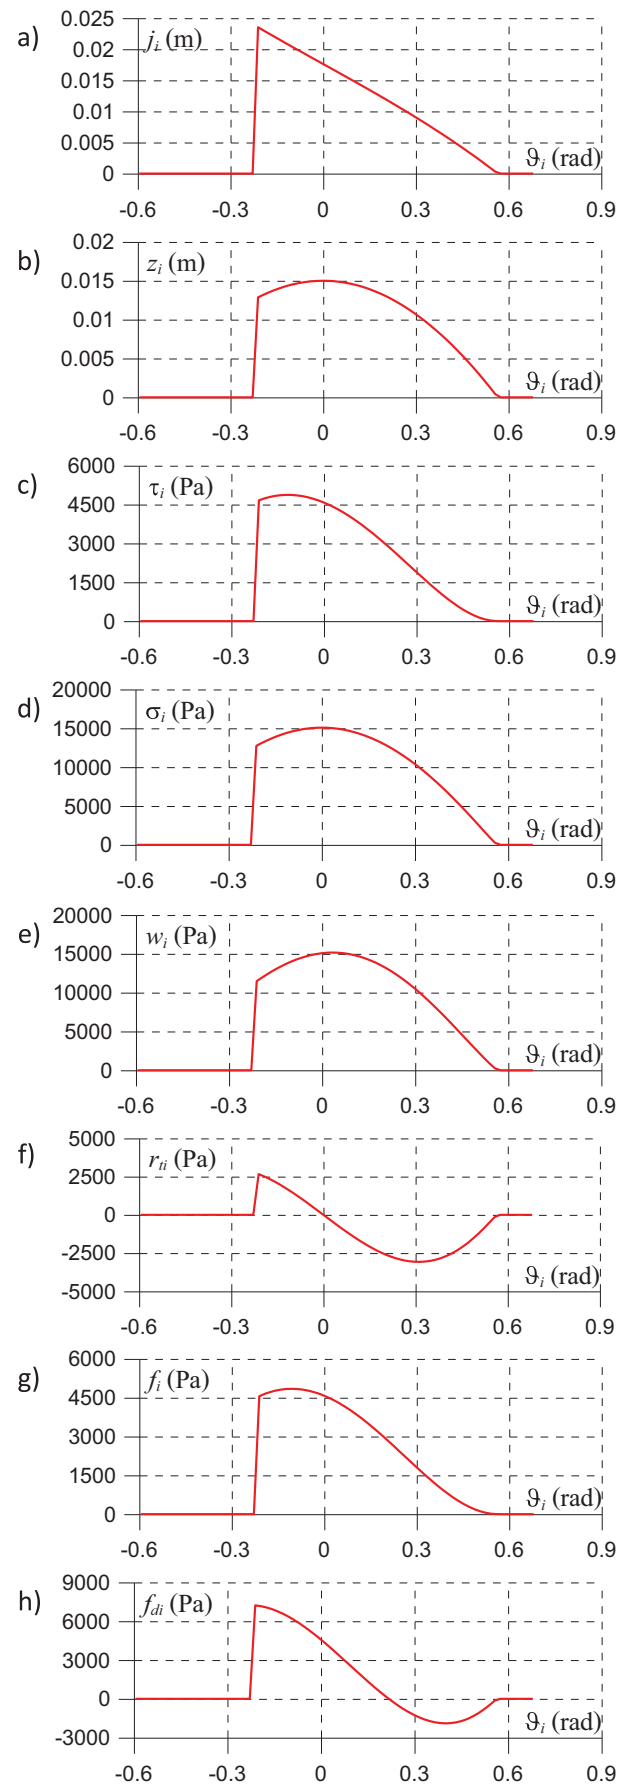 a)
0.025
j_i (m)
0.02
0.015
0.01
0.005
0
ϑ_i (rad)
-0.6 -0.3 0 0.3 0.6 0.9
b)
0.02
z_i (m)
0.015
0.01
0.005
0
ϑ_i (rad)
-0.6 -0.3 0 0.3 0.6 0.9
c)
6000
τ_i (Pa)
4500
3000
1500
0
ϑ_i (rad)
-0.6 -0.3 0 0.3 0.6 0.9
d)
20000
σ_i (Pa)
15000
10000
5000
0
ϑ_i (rad)
-0.6 -0.3 0 0.3 0.6 0.9
e)
20000
w_i (Pa)
15000
10000
5000
0
ϑ_i (rad)
-0.6 -0.3 0 0.3 0.6 0.9
f)
5000
r_ti (Pa)
2500
0
-2500
-5000
ϑ_i (rad)
-0.6 -0.3 0 0.3 0.6 0.9
g)
6000
f_i (Pa)
4500
3000
1500
0
ϑ_i (rad)
-0.6 -0.3 0 0.3 0.6 0.9
h)
9000
f_di (Pa)
6000
3000
0
-3000
ϑ_i (rad)
-0.6 -0.3 0 0.3 0.6 0.9